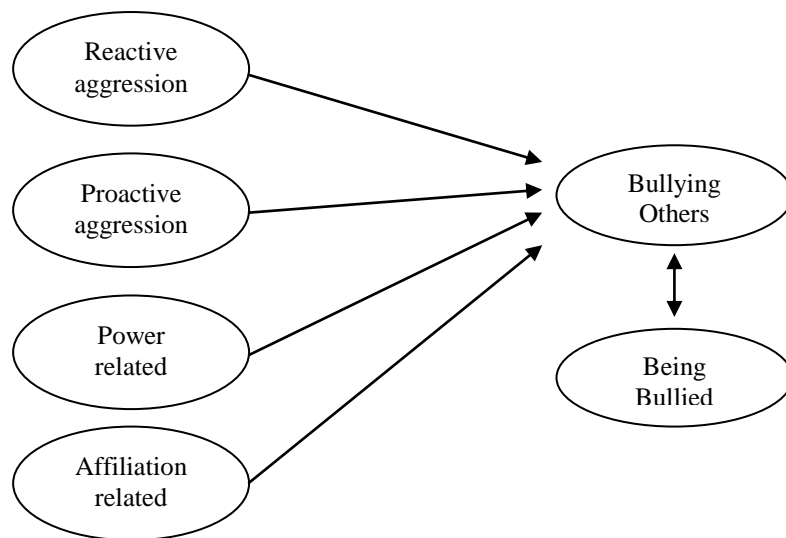 Reactive
aggression
Proactive
aggression
Power
related
Affiliation
related
Bullying
Others
Being
Bullied